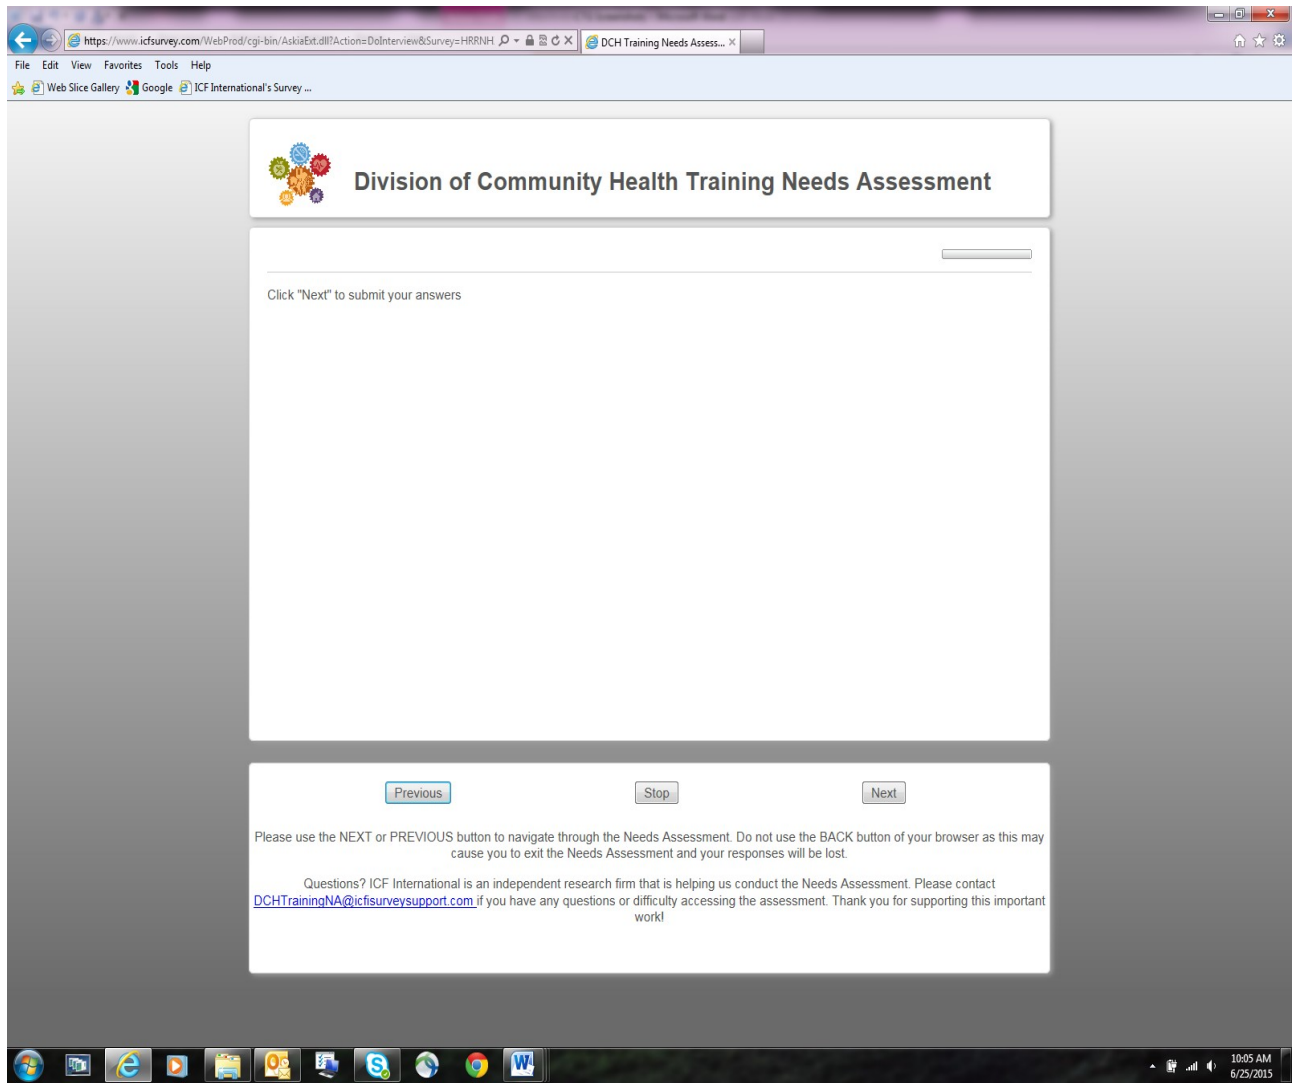 https://www.icfsurvey.com/WebProd/cgi-bin/AskiaExt.dll?Action=DoInterview&Survey=HRRNH
DCH Training Needs Assess...
File Edit View Favorites Tools Help
Web Slice Gallery Google ICF International's Survey ...
Division of Community Health Training Needs Assessment
Click "Next" to submit your answers
Previous Stop Next
Please use the NEXT or PREVIOUS button to navigate through the Needs Assessment. Do not use the BACK button of your browser as this may
cause you to exit the Needs Assessment and your responses will be lost.
Questions? ICF International is an independent research firm that is helping us conduct the Needs Assessment. Please contact
DCHTrainingNA@icfisurveysupport.com if you have any questions or difficulty accessing the assessment. Thank you for supporting this important
work!
10:05 AM
6/25/2015